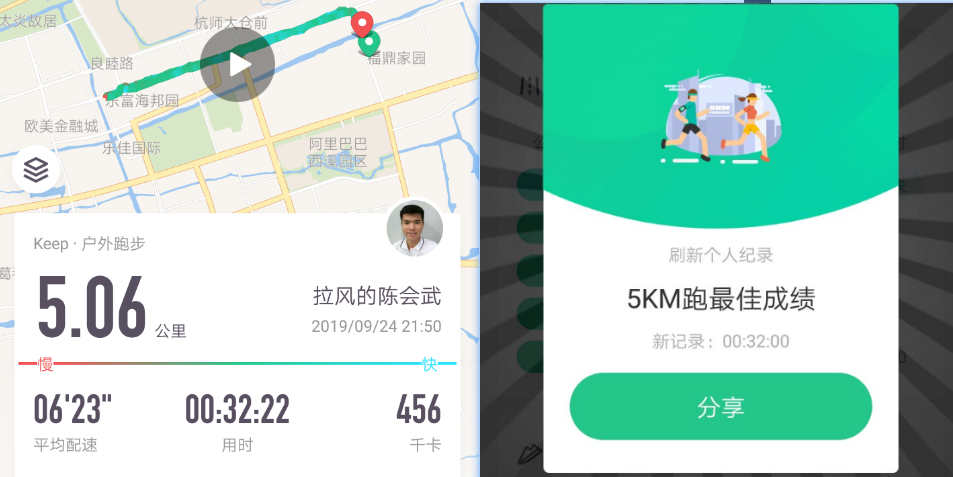 太炎故居
杭师大仓前
良睦路
福鼎家园
乐富海邦园
欧美金融城
乐佳国际
阿里巴巴
西溪园区
Keep · 户外跑步
5.06 公里
拉风的陈会武
2019/09/24 21:50
慢
快
06'23"
00:32:22
456
平均配速
用时
千卡
5KM
刷新个人纪录
5KM跑最佳成绩
新记录：00:32:00
分享